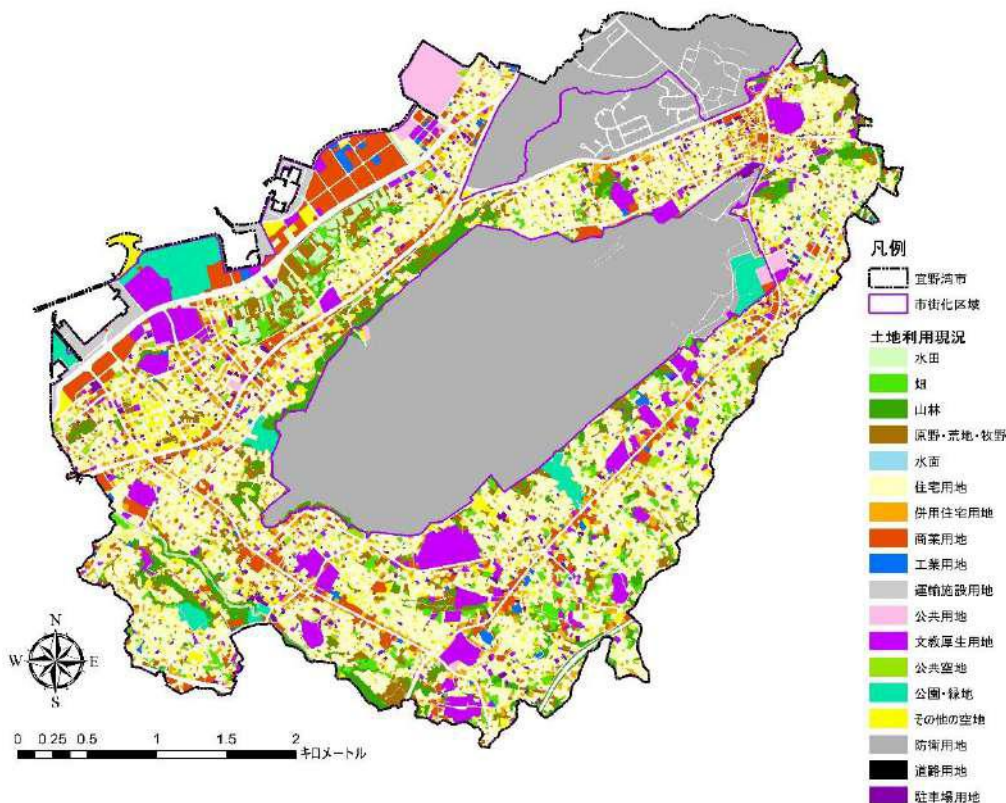 凡例
宜野湾市
市街化区域
土地利用現況
水田
畑
山林
原野・荒地・牧野
水面
住宅用地
併用住宅用地
商業用地
工業用地
運輸施設用地
公共用地
文教厚生用地
公共空地
公園・緑地
その他の空地
防衛用地
道路用地
駐車場用地
N
W E
S
0 0.25 0.5 1 1.5 2
キロメートル